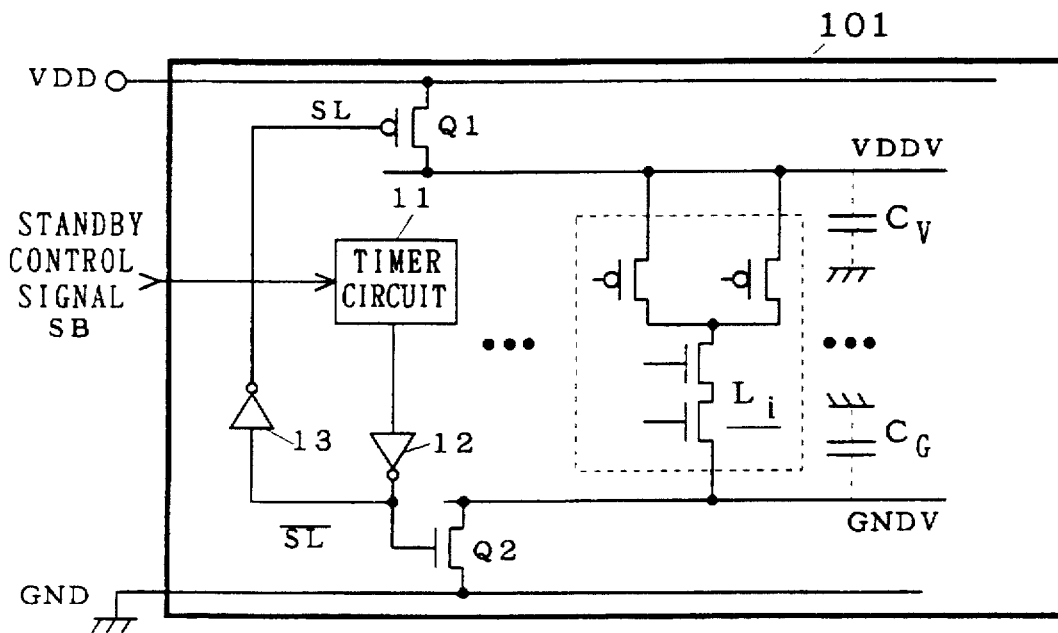 101
VDD
SL
Q1
VDDV
11
STANDBY
CONTROL
SIGNAL
SB
TIMER
CIRCUIT
C_V
L_i
13
12
C_G
SL
Q2
GNDV
GND